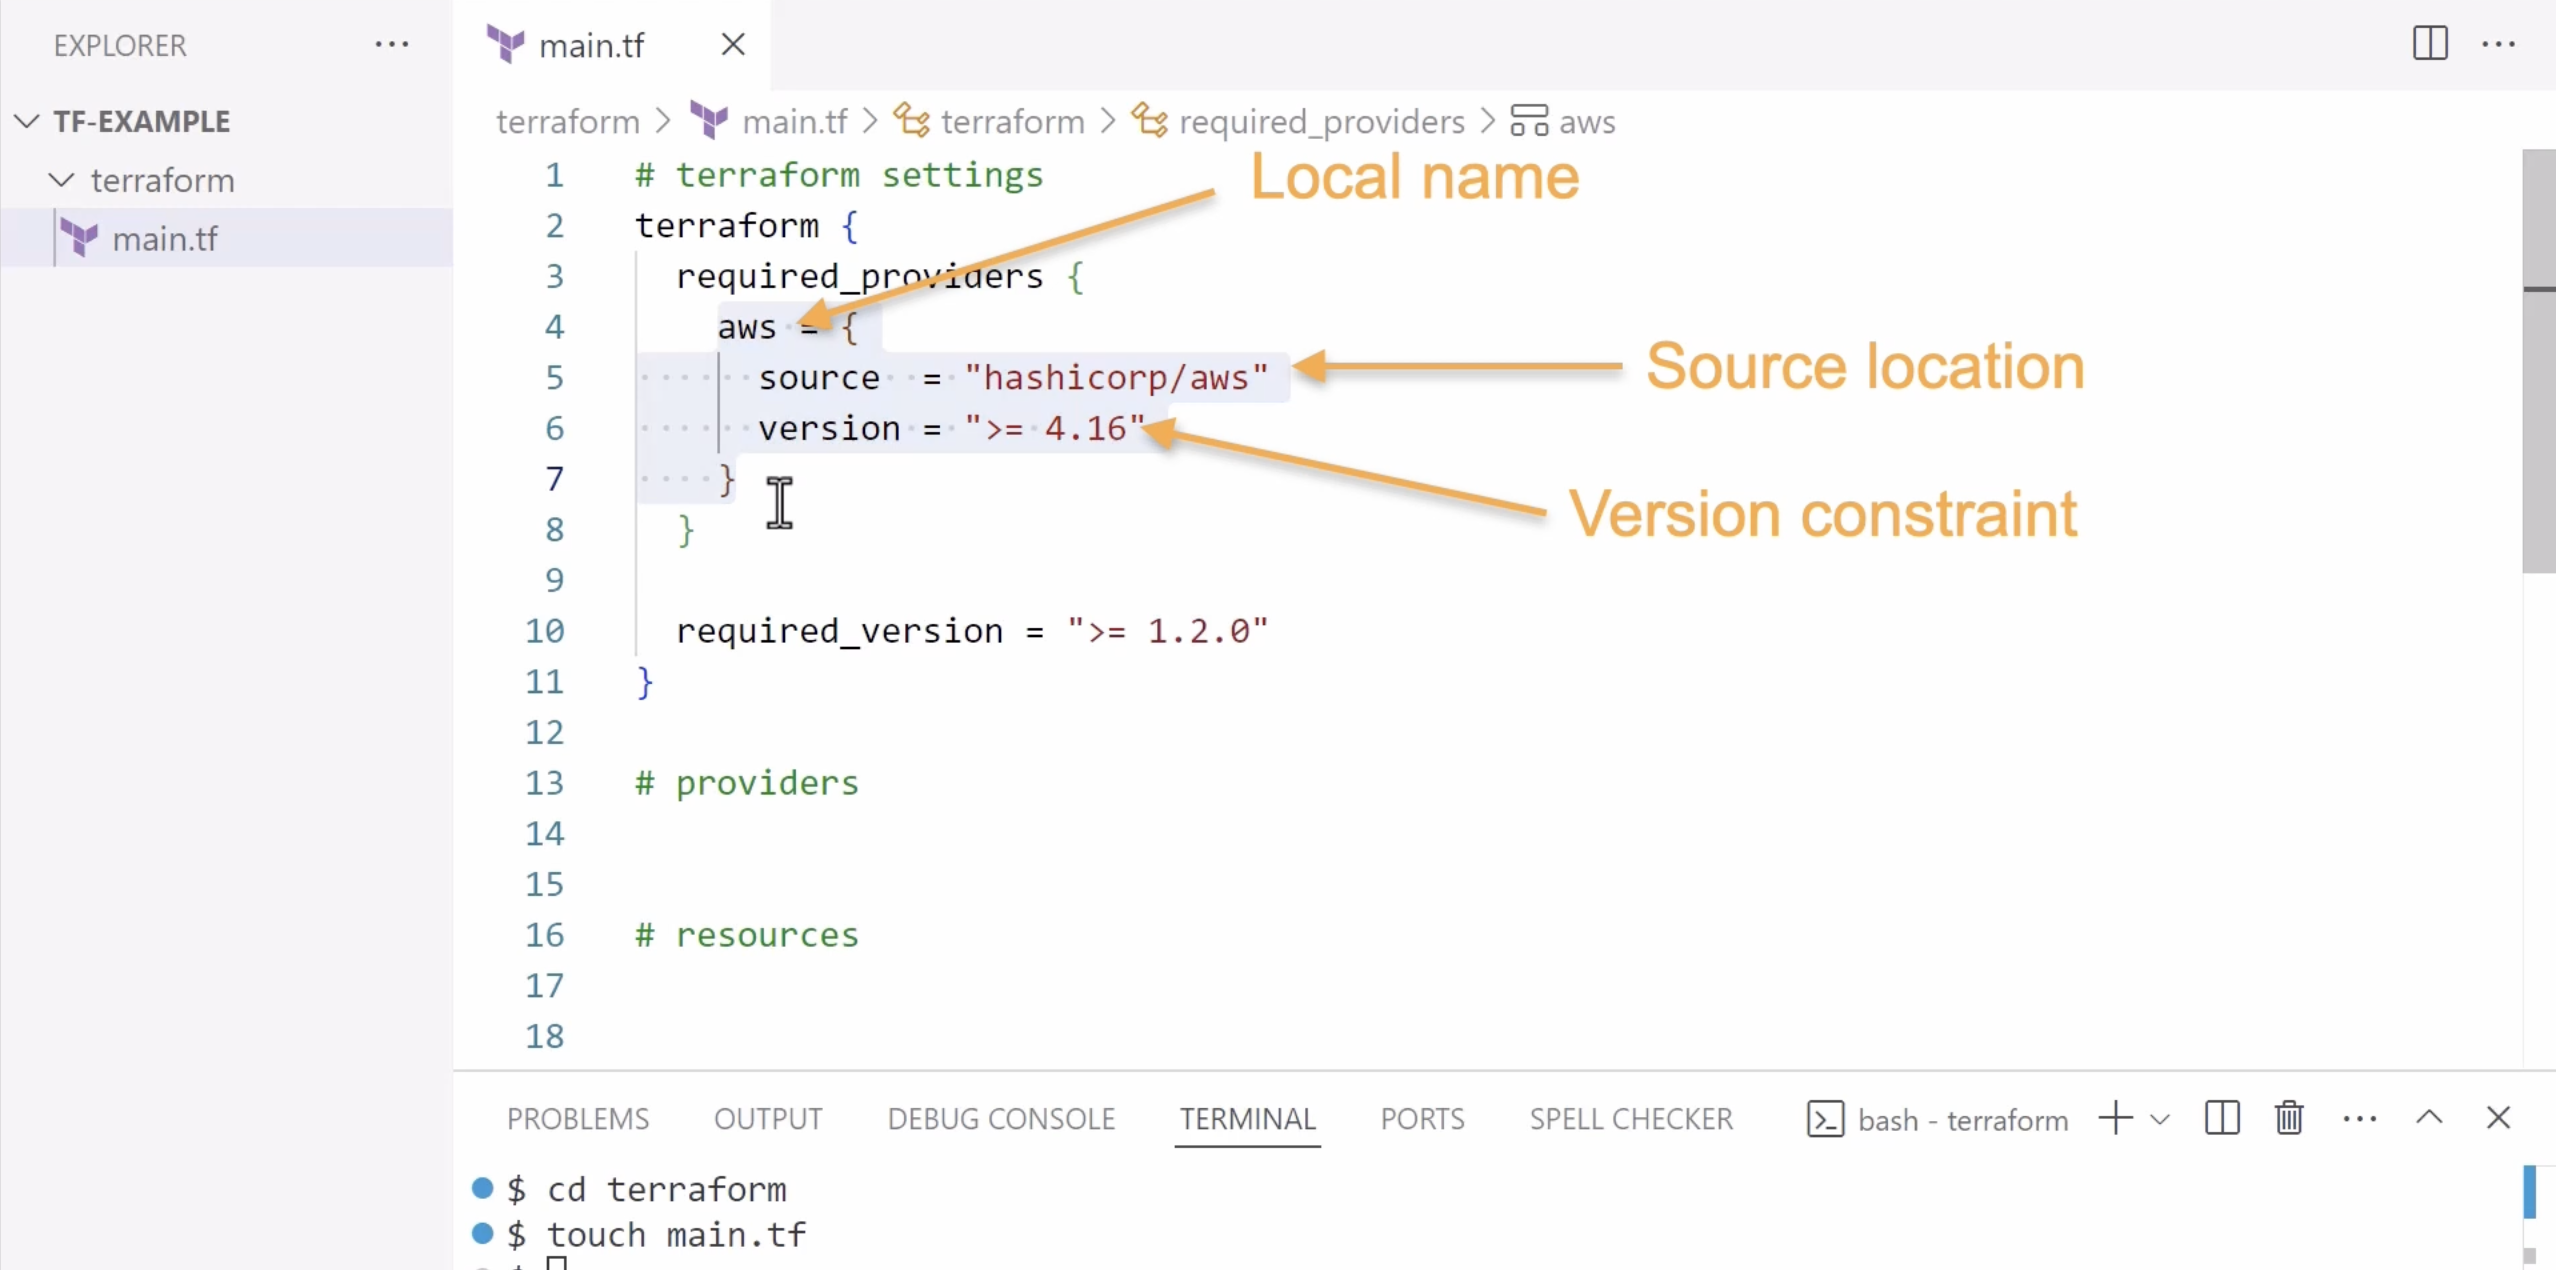 EXPLORER
TF-EXAMPLE
terraform
main.tf
main.tf
terraform > main.tf > terraform > required_providers > aws
Local name
Source location
Version constraint
1 # terraform settings
2 terraform {
3 required_providers {
4 aws = {
5 source = "hashicorp/aws"
6 version = ">= 4.16"
7 }
8 }
9
10 required_version = ">= 1.2.0"
11 }
12
13 # providers
14
15
16 # resources
17
18
PROBLEMS OUTPUT DEBUG CONSOLE TERMINAL PORTS SPELL CHECKER bash - terraform
$ cd terraform
$ touch main.tf